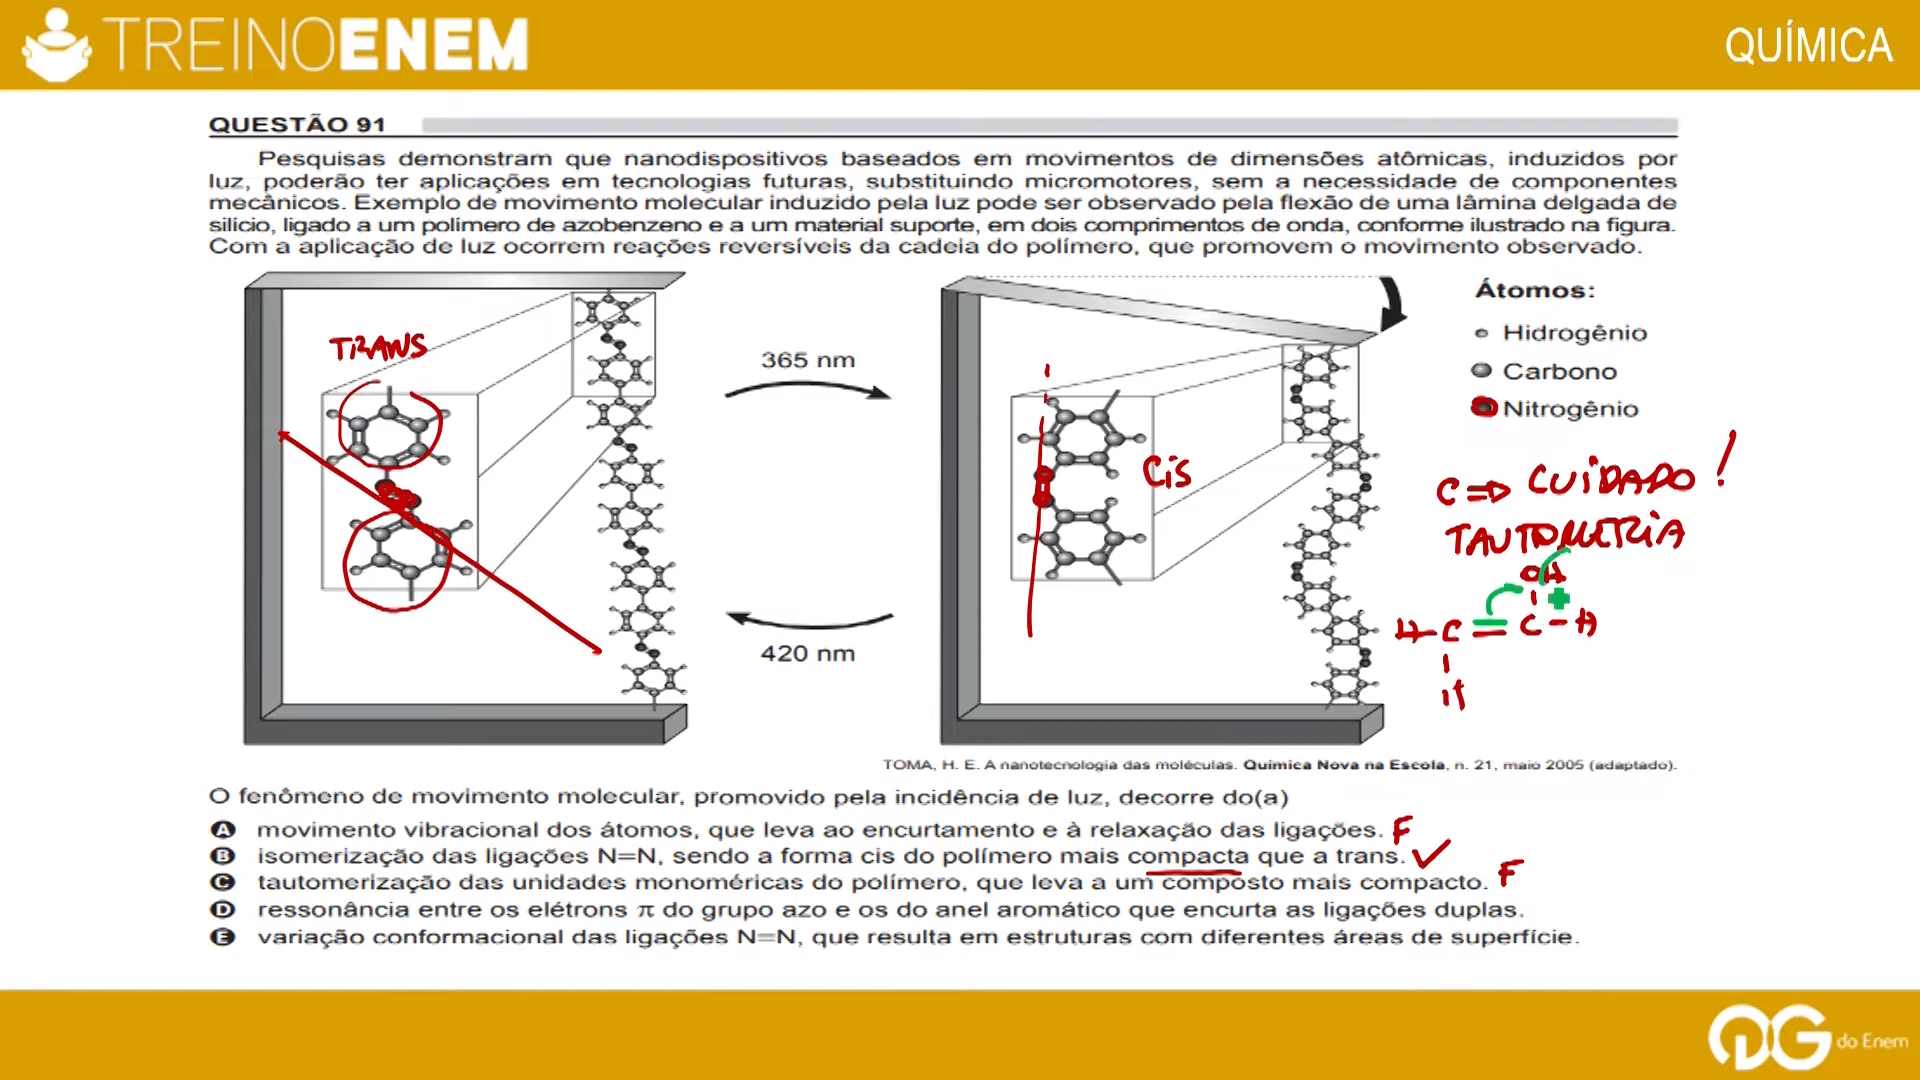 TREINOENEM
QUÍMICA
QUESTÃO 91
Pesquisas demonstram que nanodispositivos baseados em movimentos de dimensões atômicas, induzidos por
luz, poderão ter aplicações em tecnologias futuras, substituindo micromotores, sem a necessidade de componentes
mecânicos. Exemplo de movimento molecular induzido pela luz pode ser observado pela flexão de uma lâmina delgada de
silício, ligado a um polímero de azobenzeno e a um material suporte, em dois comprimentos de onda, conforme ilustrado na figura.
Com a aplicação de luz ocorrem reações reversíveis da cadeia do polímero, que promovem o movimento observado.
TRANS
365 nm
420 nm
Cis
Átomos:
Hidrogênio
Carbono
Nitrogênio
C ⇒ CUIDADO !
TAUTOMERIA
OH
H-C=C-H
H
TOMA, H. E. A nanotecnologia das moléculas. Química Nova na Escola, n. 21, maio 2005 (adaptado).
O fenômeno de movimento molecular, promovido pela incidência de luz, decorre do(a)
A movimento vibracional dos átomos, que leva ao encurtamento e à relaxação das ligações. F
B isomerização das ligações N=N, sendo a forma cis do polímero mais compacta que a trans. ✓
C tautomerização das unidades monoméricas do polímero, que leva a um composto mais compacto. F
D ressonância entre os elétrons π do grupo azo e os do anel aromático que encurta as ligações duplas.
E variação conformacional das ligações N=N, que resulta em estruturas com diferentes áreas de superfície.
QG do Enem